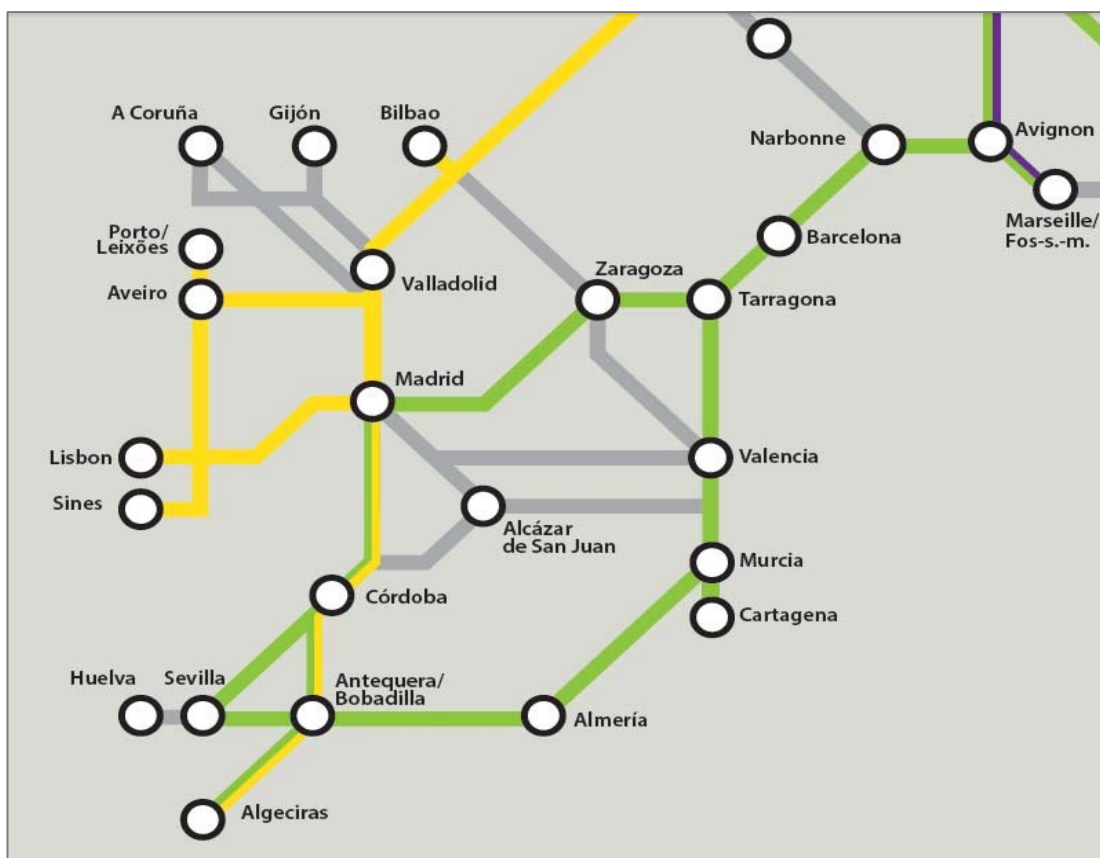 A Coruña
Gijón
Bilbao
Narbonne
Avignon
Porto/
Leixões
Marseille/
Fos-s.-m.
Barcelona
Aveiro
Valladolid
Zaragoza
Tarragona
Madrid
Lisbon
Valencia
Sines
Alcázar
de San Juan
Murcia
Córdoba
Cartagena
Huelva
Sevilla
Antequera/
Bobadilla
Almería
Algeciras